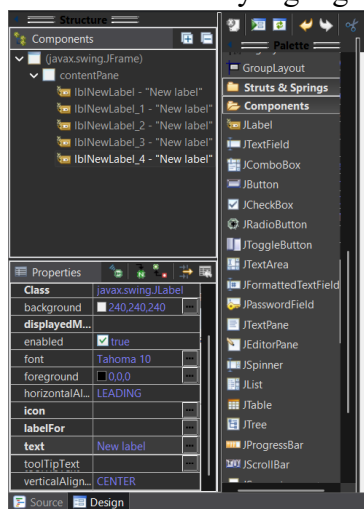 Structure
Components
(javax.swing.JFrame)
contentPane
lblNewLabel - "New label"
lblNewLabel_1 - "New label"
lblNewLabel_2 - "New label"
lblNewLabel_3 - "New label"
lblNewLabel_4 - "New label"
Properties
Class javax.swing.JLabel
background 240,240,240 ...
displayedM...
enabled true
font Tahoma 10 ...
foreground 0,0,0 ...
horizontalAl... LEADING
icon ...
labelFor ...
text New label ...
toolTipText ...
verticalAlign... CENTER
Source Design
Palette
GroupLayout
Struts & Springs
Components
JLabel
JTextField
JComboBox
JButton
JCheckBox
JRadioButton
JToggleButton
JTextArea
JFormattedTextField
JPasswordField
JTextPane
JEditorPane
JSpinner
JList
JTable
JTree
JProgressBar
JScrollBar